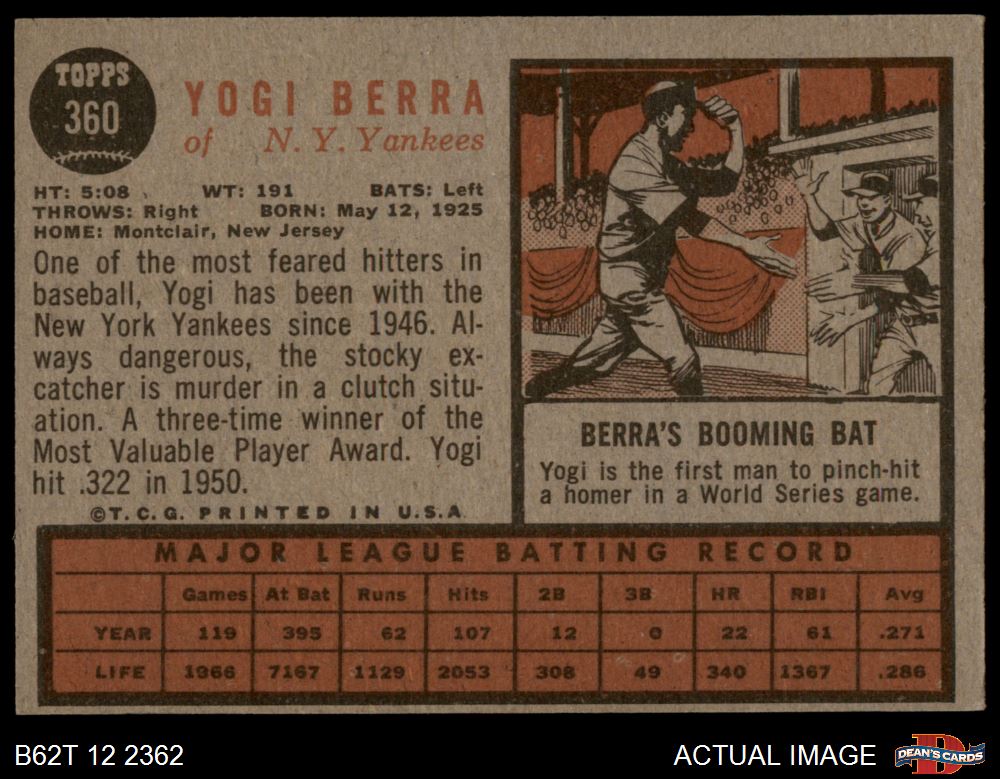 TOPPS
360
YOGI BERRA
of N. Y. Yankees
HT: 5:08 WT: 191 BATS: Left
THROWS: Right BORN: May 12, 1925
HOME: Montclair, New Jersey
One of the most feared hitters in
baseball, Yogi has been with the
New York Yankees since 1946. Al-
ways dangerous, the stocky ex-
catcher is murder in a clutch situ-
ation. A three-time winner of the
Most Valuable Player Award. Yogi
hit .322 in 1950.
©T.C.G. PRINTED IN U.S.A.
BERRA'S BOOMING BAT
Yogi is the first man to pinch-hit
a homer in a World Series game.
MAJOR LEAGUE BATTING RECORD
Games At Bat Runs Hits 2B 3B HR RBI Avg
YEAR 119 395 62 107 12 0 22 61 .271
LIFE 1966 7167 1129 2053 308 49 340 1367 .286
B62T 12 2362
ACTUAL IMAGE
DEAN'S CARDS